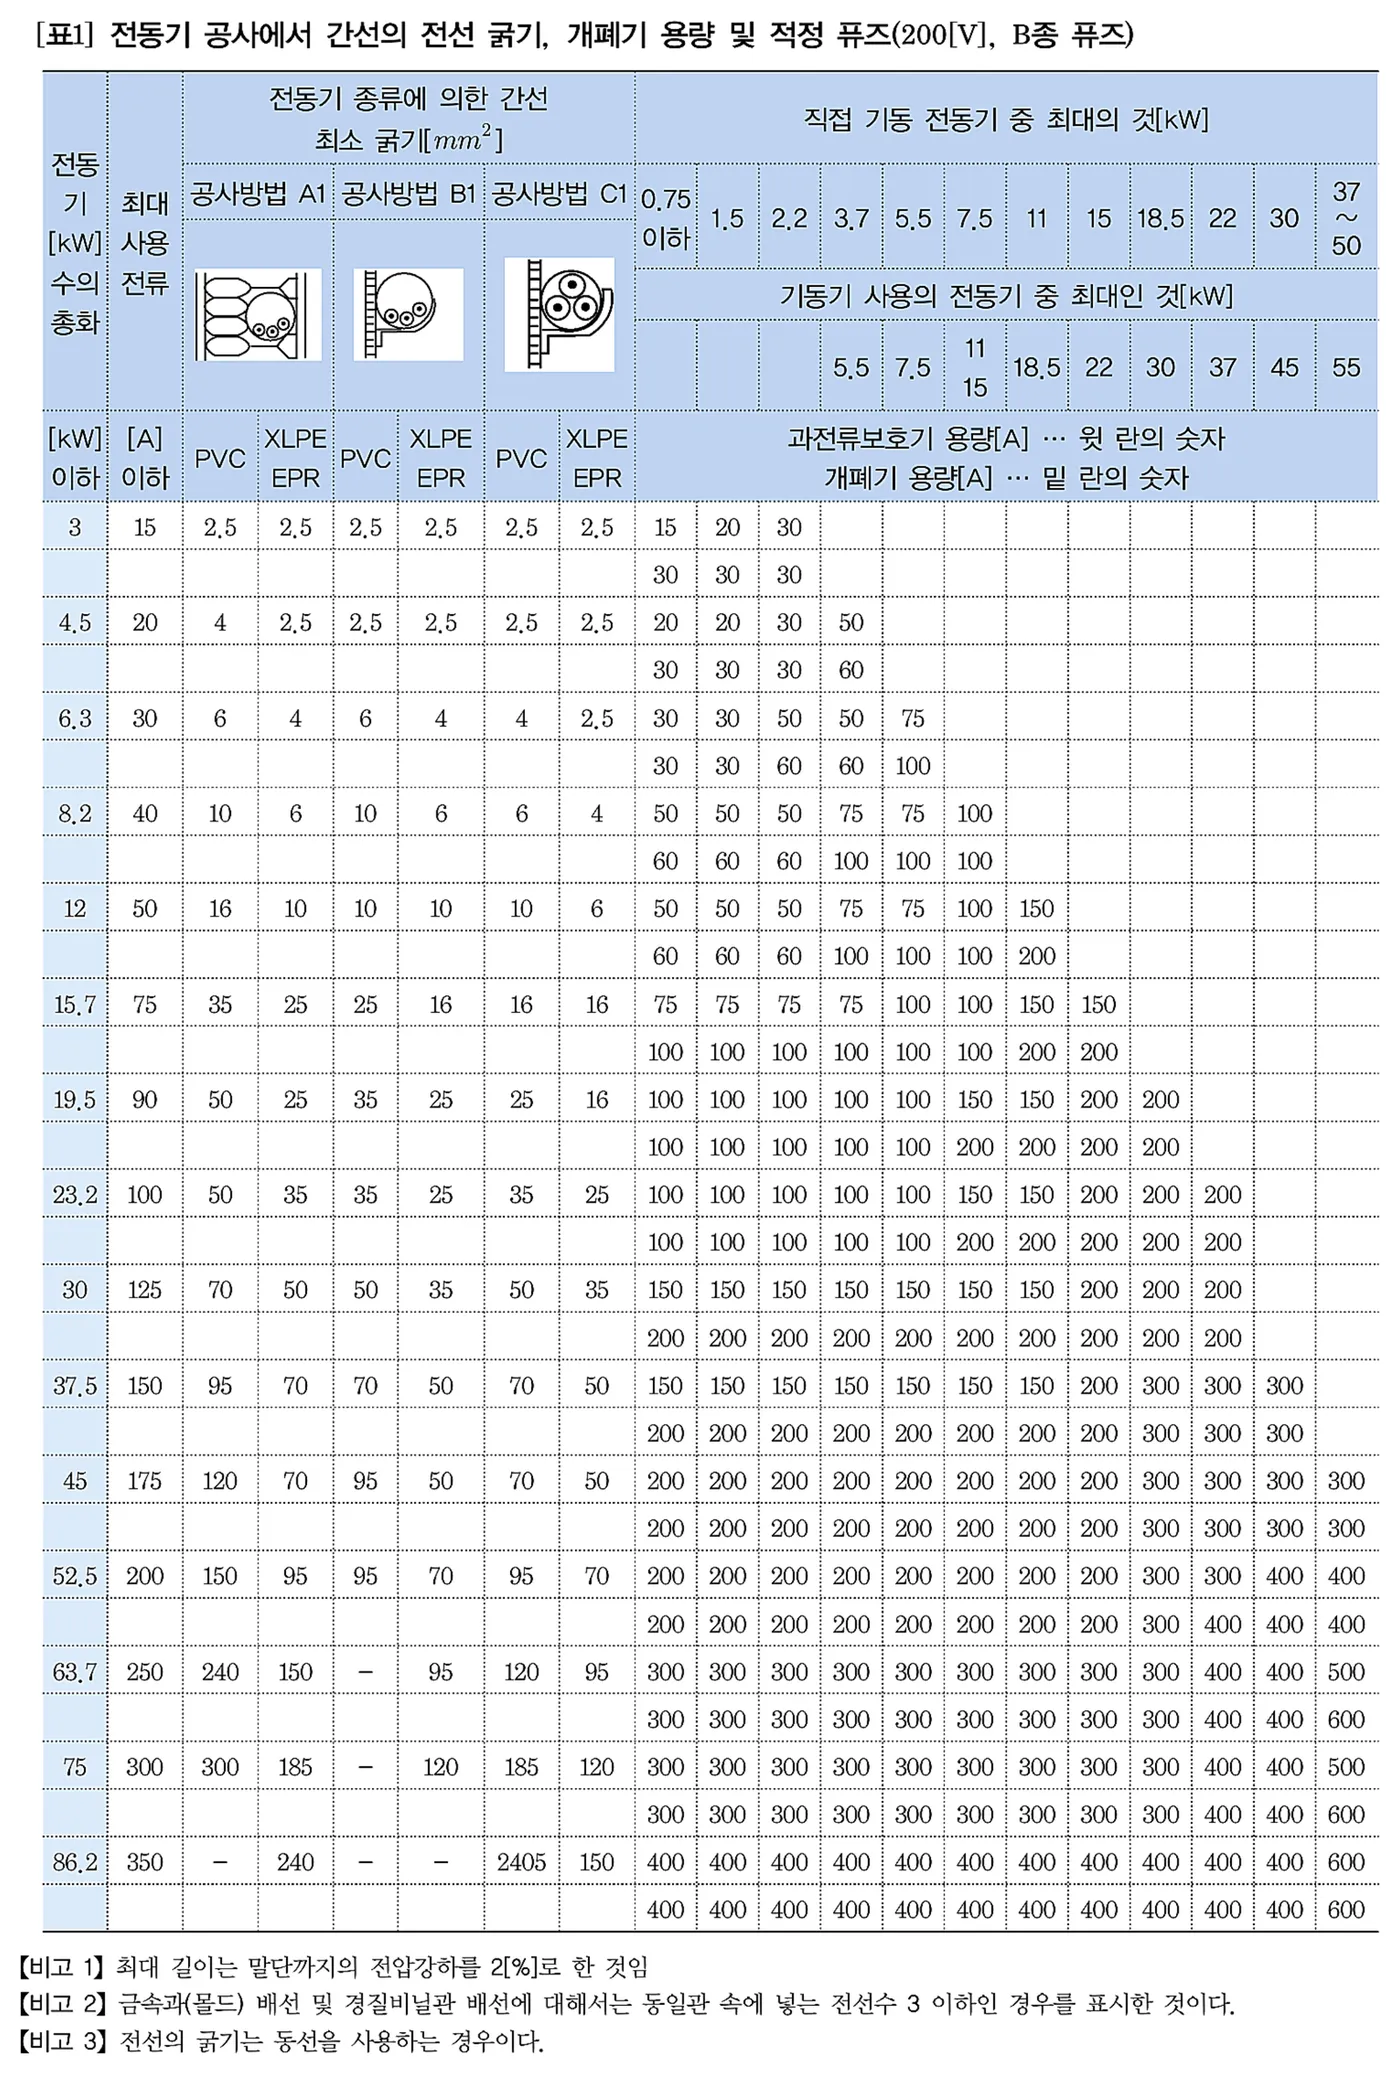 [표1] 전동기 공사에서 간선의 전선 굵기, 개폐기 용량 및 적정 퓨즈(200[V], B종 퓨즈)
전동기 [kW] 수의 총화
최대 사용 전류
전동기 종류에 의한 간선 최소 굵기[mm²]
직접 기동 전동기 중 최대의 것[kW]
공사방법 A1 공사방법 B1 공사방법 C1
0.75 이하 1.5 2.2 3.7 5.5 7.5 11 15 18.5 22 30 37~50
기동기 사용의 전동기 중 최대인 것[kW]
5.5 7.5 11 15 18.5 22 30 37 45 55
[kW] 이하 [A] 이하 PVC XLPE EPR PVC XLPE EPR PVC XLPE EPR
과전류보호기 용량[A] ⋯ 윗 란의 숫자
개폐기 용량[A] ⋯ 밑 란의 숫자
3 15 2.5 2.5 2.5 2.5 2.5 2.5 15 20 30
30 30 30
4.5 20 4 2.5 2.5 2.5 2.5 2.5 20 20 30 50
30 30 30 60
6.3 30 6 4 6 4 4 2.5 30 30 50 50 75
30 30 60 60 100
8.2 40 10 6 10 6 6 4 50 50 50 75 75 100
60 60 60 100 100 100
12 50 16 10 10 10 10 6 50 50 50 75 75 100 150
60 60 60 100 100 100 200
15.7 75 35 25 25 16 16 16 75 75 75 75 100 100 150 150
100 100 100 100 100 100 200 200
19.5 90 50 25 35 25 25 16 100 100 100 100 100 150 150 200 200
100 100 100 100 100 200 200 200 200
23.2 100 50 35 35 25 35 25 100 100 100 100 100 150 150 200 200 200
100 100 100 100 100 200 200 200 200 200
30 125 70 50 50 35 50 35 150 150 150 150 150 150 150 200 200 200
200 200 200 200 200 200 200 200 200 200
37.5 150 95 70 70 50 70 50 150 150 150 150 150 150 150 200 300 300 300
200 200 200 200 200 200 200 200 300 300 300
45 175 120 70 95 50 70 50 200 200 200 200 200 200 200 200 300 300 300 300
200 200 200 200 200 200 200 200 300 300 300 300
52.5 200 150 95 95 70 95 70 200 200 200 200 200 200 200 200 300 300 400 400
200 200 200 200 200 200 200 200 300 400 400 400
63.7 250 240 150 − 95 120 95 300 300 300 300 300 300 300 300 300 400 400 500
300 300 300 300 300 300 300 300 300 400 400 600
75 300 300 185 − 120 185 120 300 300 300 300 300 300 300 300 300 400 400 500
300 300 300 300 300 300 300 300 300 400 400 600
86.2 350 − 240 − − 2405 150 400 400 400 400 400 400 400 400 400 400 400 600
400 400 400 400 400 400 400 400 400 400 400 600
【비고 1】 최대 길이는 말단까지의 전압강하를 2[%]로 한 것임
【비고 2】 금속과(몰드) 배선 및 경질비닐관 배선에 대해서는 동일관 속에 넣는 전선수 3 이하인 경우를 표시한 것이다.
【비고 3】 전선의 굵기는 동선을 사용하는 경우이다.